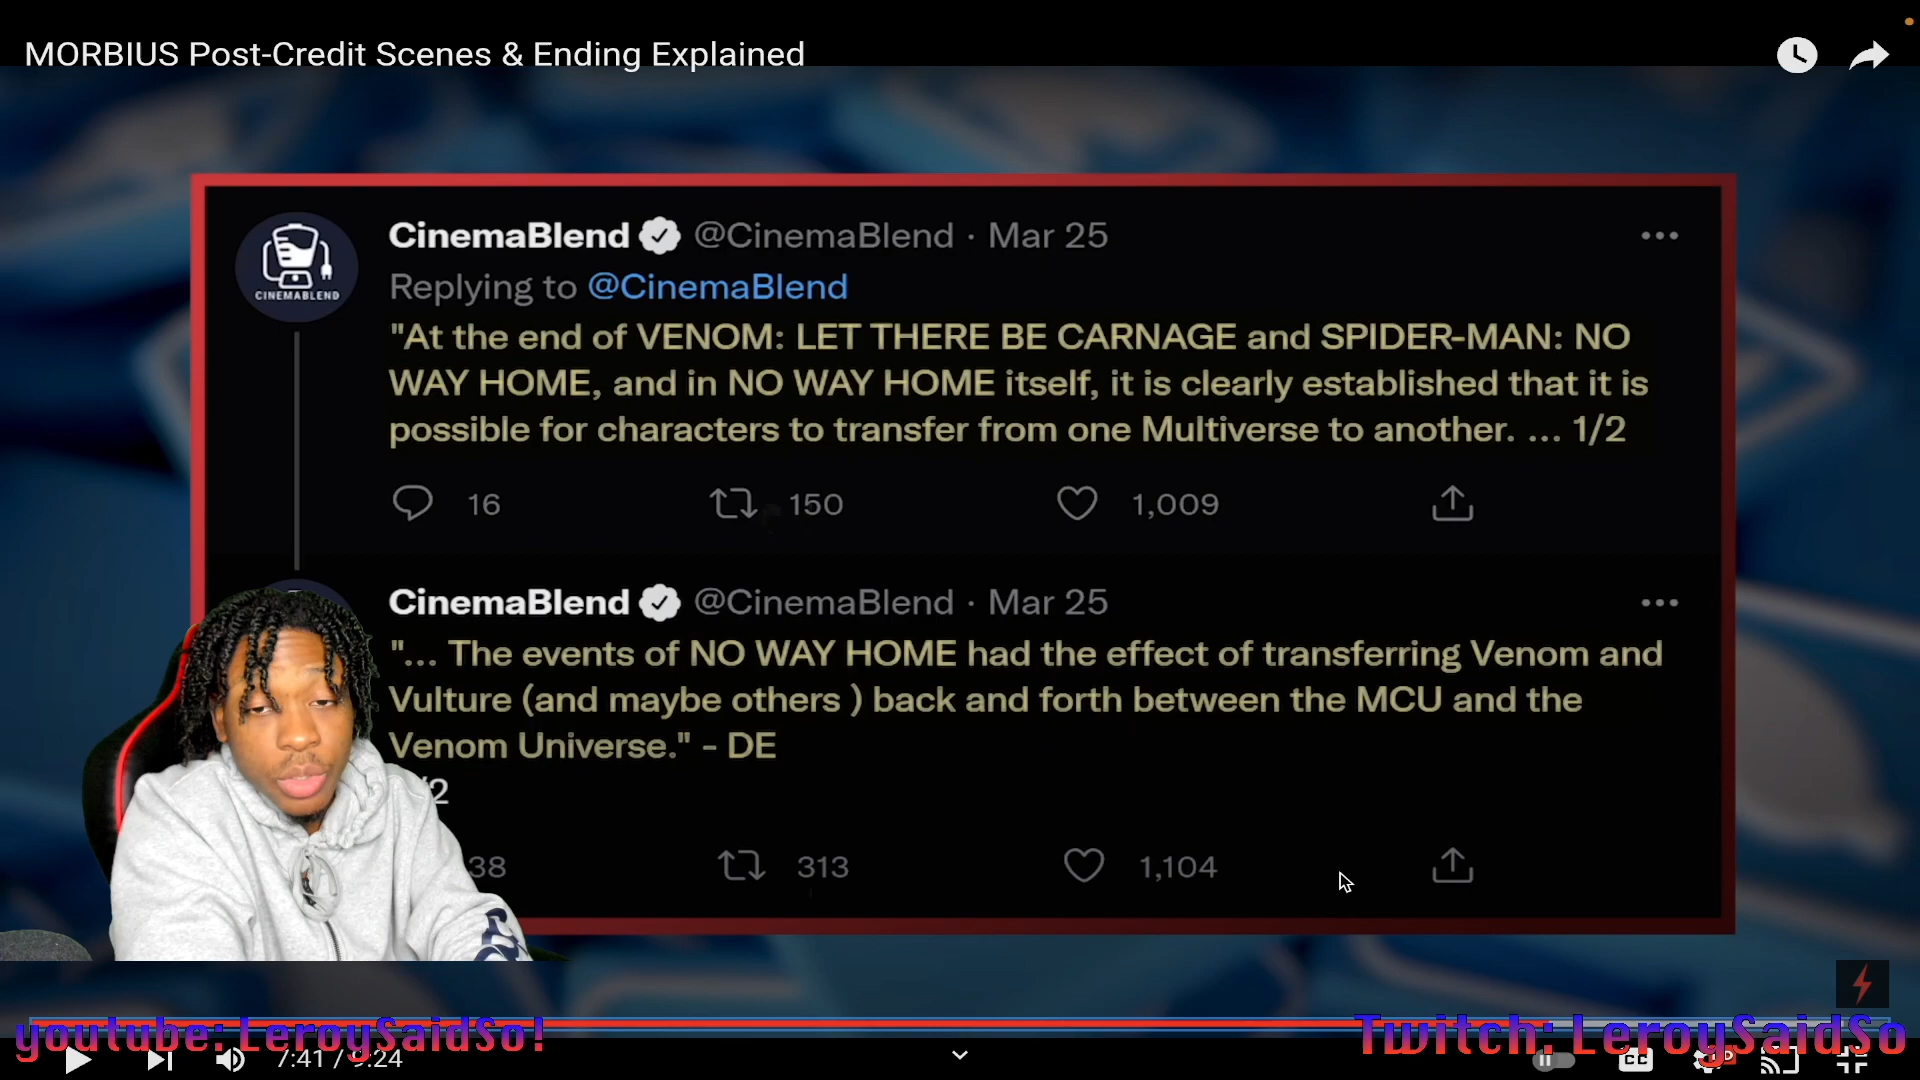 MORBIUS Post-Credit Scenes & Ending Explained
CINEMABLEND
CinemaBlend @CinemaBlend · Mar 25
Replying to @CinemaBlend
"At the end of VENOM: LET THERE BE CARNAGE and SPIDER-MAN: NO
WAY HOME, and in NO WAY HOME itself, it is clearly established that it is
possible for characters to transfer from one Multiverse to another. ... 1/2
16 150 1,009
CinemaBlend @CinemaBlend · Mar 25
"... The events of NO WAY HOME had the effect of transferring Venom and
Vulture (and maybe others ) back and forth between the MCU and the
Venom Universe." - DE
/2
38 313 1,104
youtube: LeroySaidSo!
Twitch: LeroySaidSo
7:41 / 9:24
CC